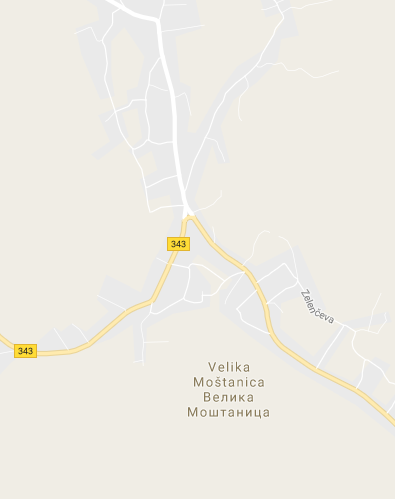 343
Zelenčeva
343
Velika
Moštanica
Велика
Моштаница